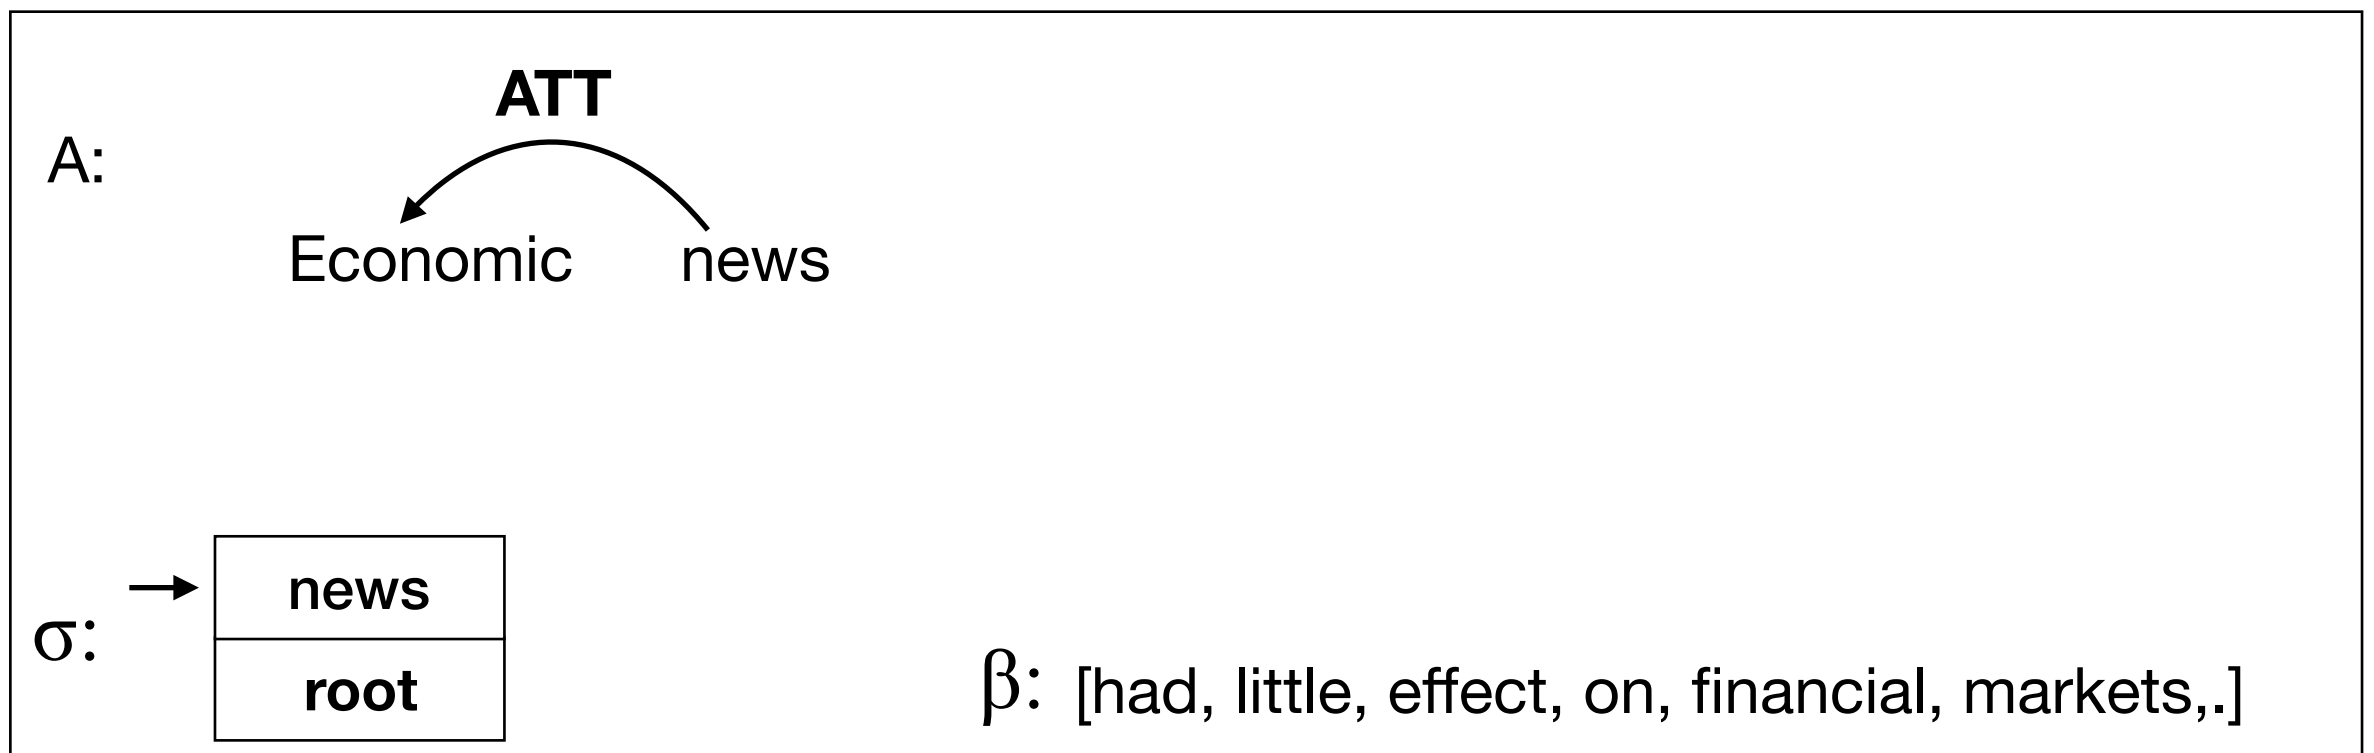 ATT
A:
Economic news
news
σ:
root
β: [had, little, effect, on, financial, markets,.]